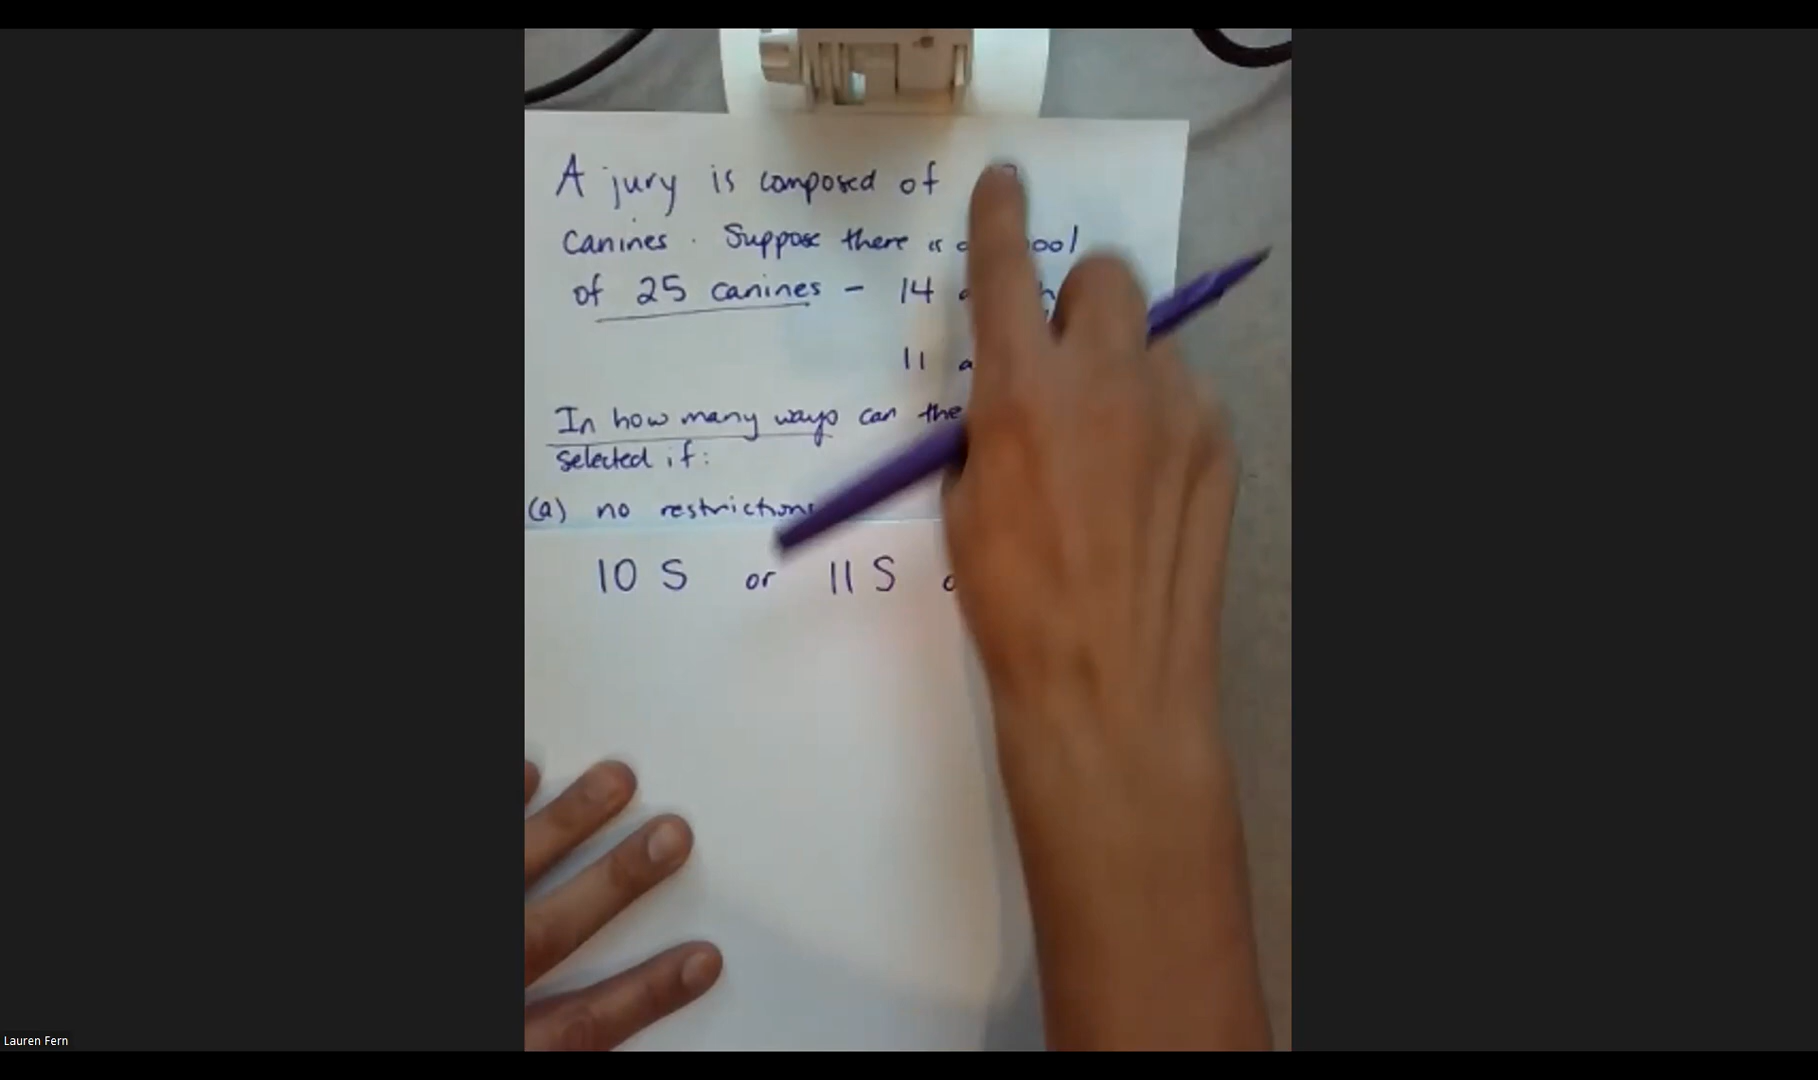 A jury is composed of
Canines. Suppose there is
of 25 canines - 14
11
In how many ways can the
selected if:
(a) no restrictions
10 S or 11 S
Lauren Fern